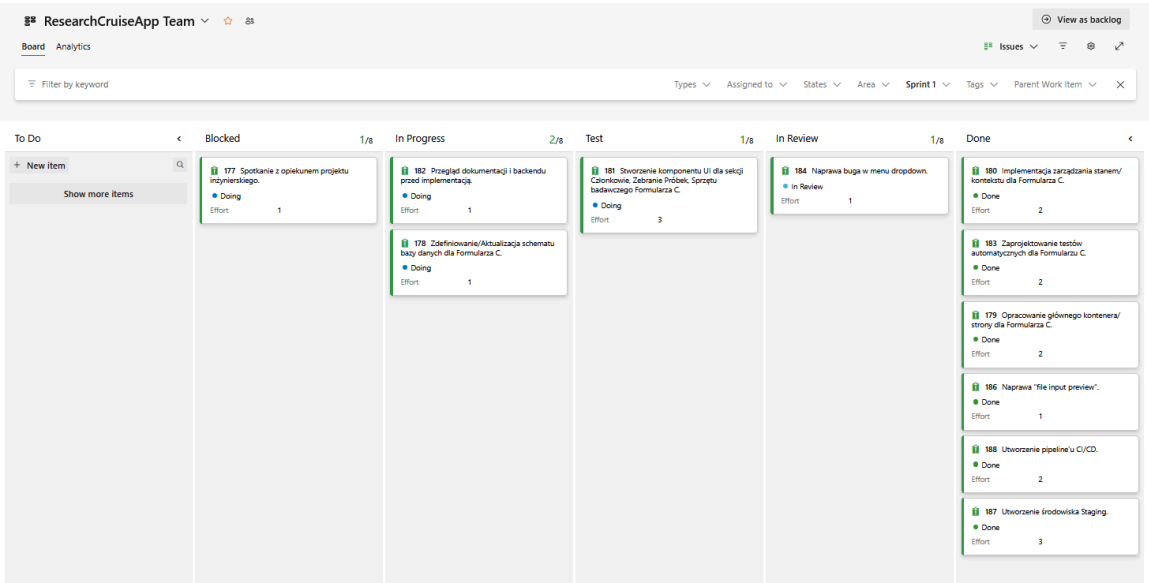 ResearchCruiseApp Team
View as backlog
Board Analytics
Issues
Filter by keyword
Types Assigned to States Area Sprint 1 Tags Parent Work Item
To Do
New item
Show more items
Blocked 1/8
177 Spotkanie z opiekunem projektu
inżynierskiego.
Doing
Effort 1
In Progress 2/8
182 Przegląd dokumentacji i backendu
przed implementacją.
Doing
Effort 1
178 Zdefiniowanie/Aktualizacja schematu
bazy danych dla Formularza C.
Doing
Effort 1
Test 1/8
181 Stworzenie komponentu UI dla sekcji
Członkowie, Zebranie Próbek, Sprzętu
badawczego Formularza C.
Doing
Effort 3
In Review 1/8
184 Naprawa buga w menu dropdown.
In Review
Effort 1
Done
180 Implementacja zarządzania stanem/
kontekstu dla Formularza C.
Done
Effort 2
183 Zaprojektowanie testów
automatycznych dla Formularzu C.
Done
Effort 2
179 Opracowanie głównego kontenera/
strony dla Formularza C.
Done
Effort 2
186 Naprawa "file input preview".
Done
Effort 1
188 Utworzenie pipeline'u CI/CD.
Done
Effort 2
187 Utworzenie środowiska Staging.
Done
Effort 3